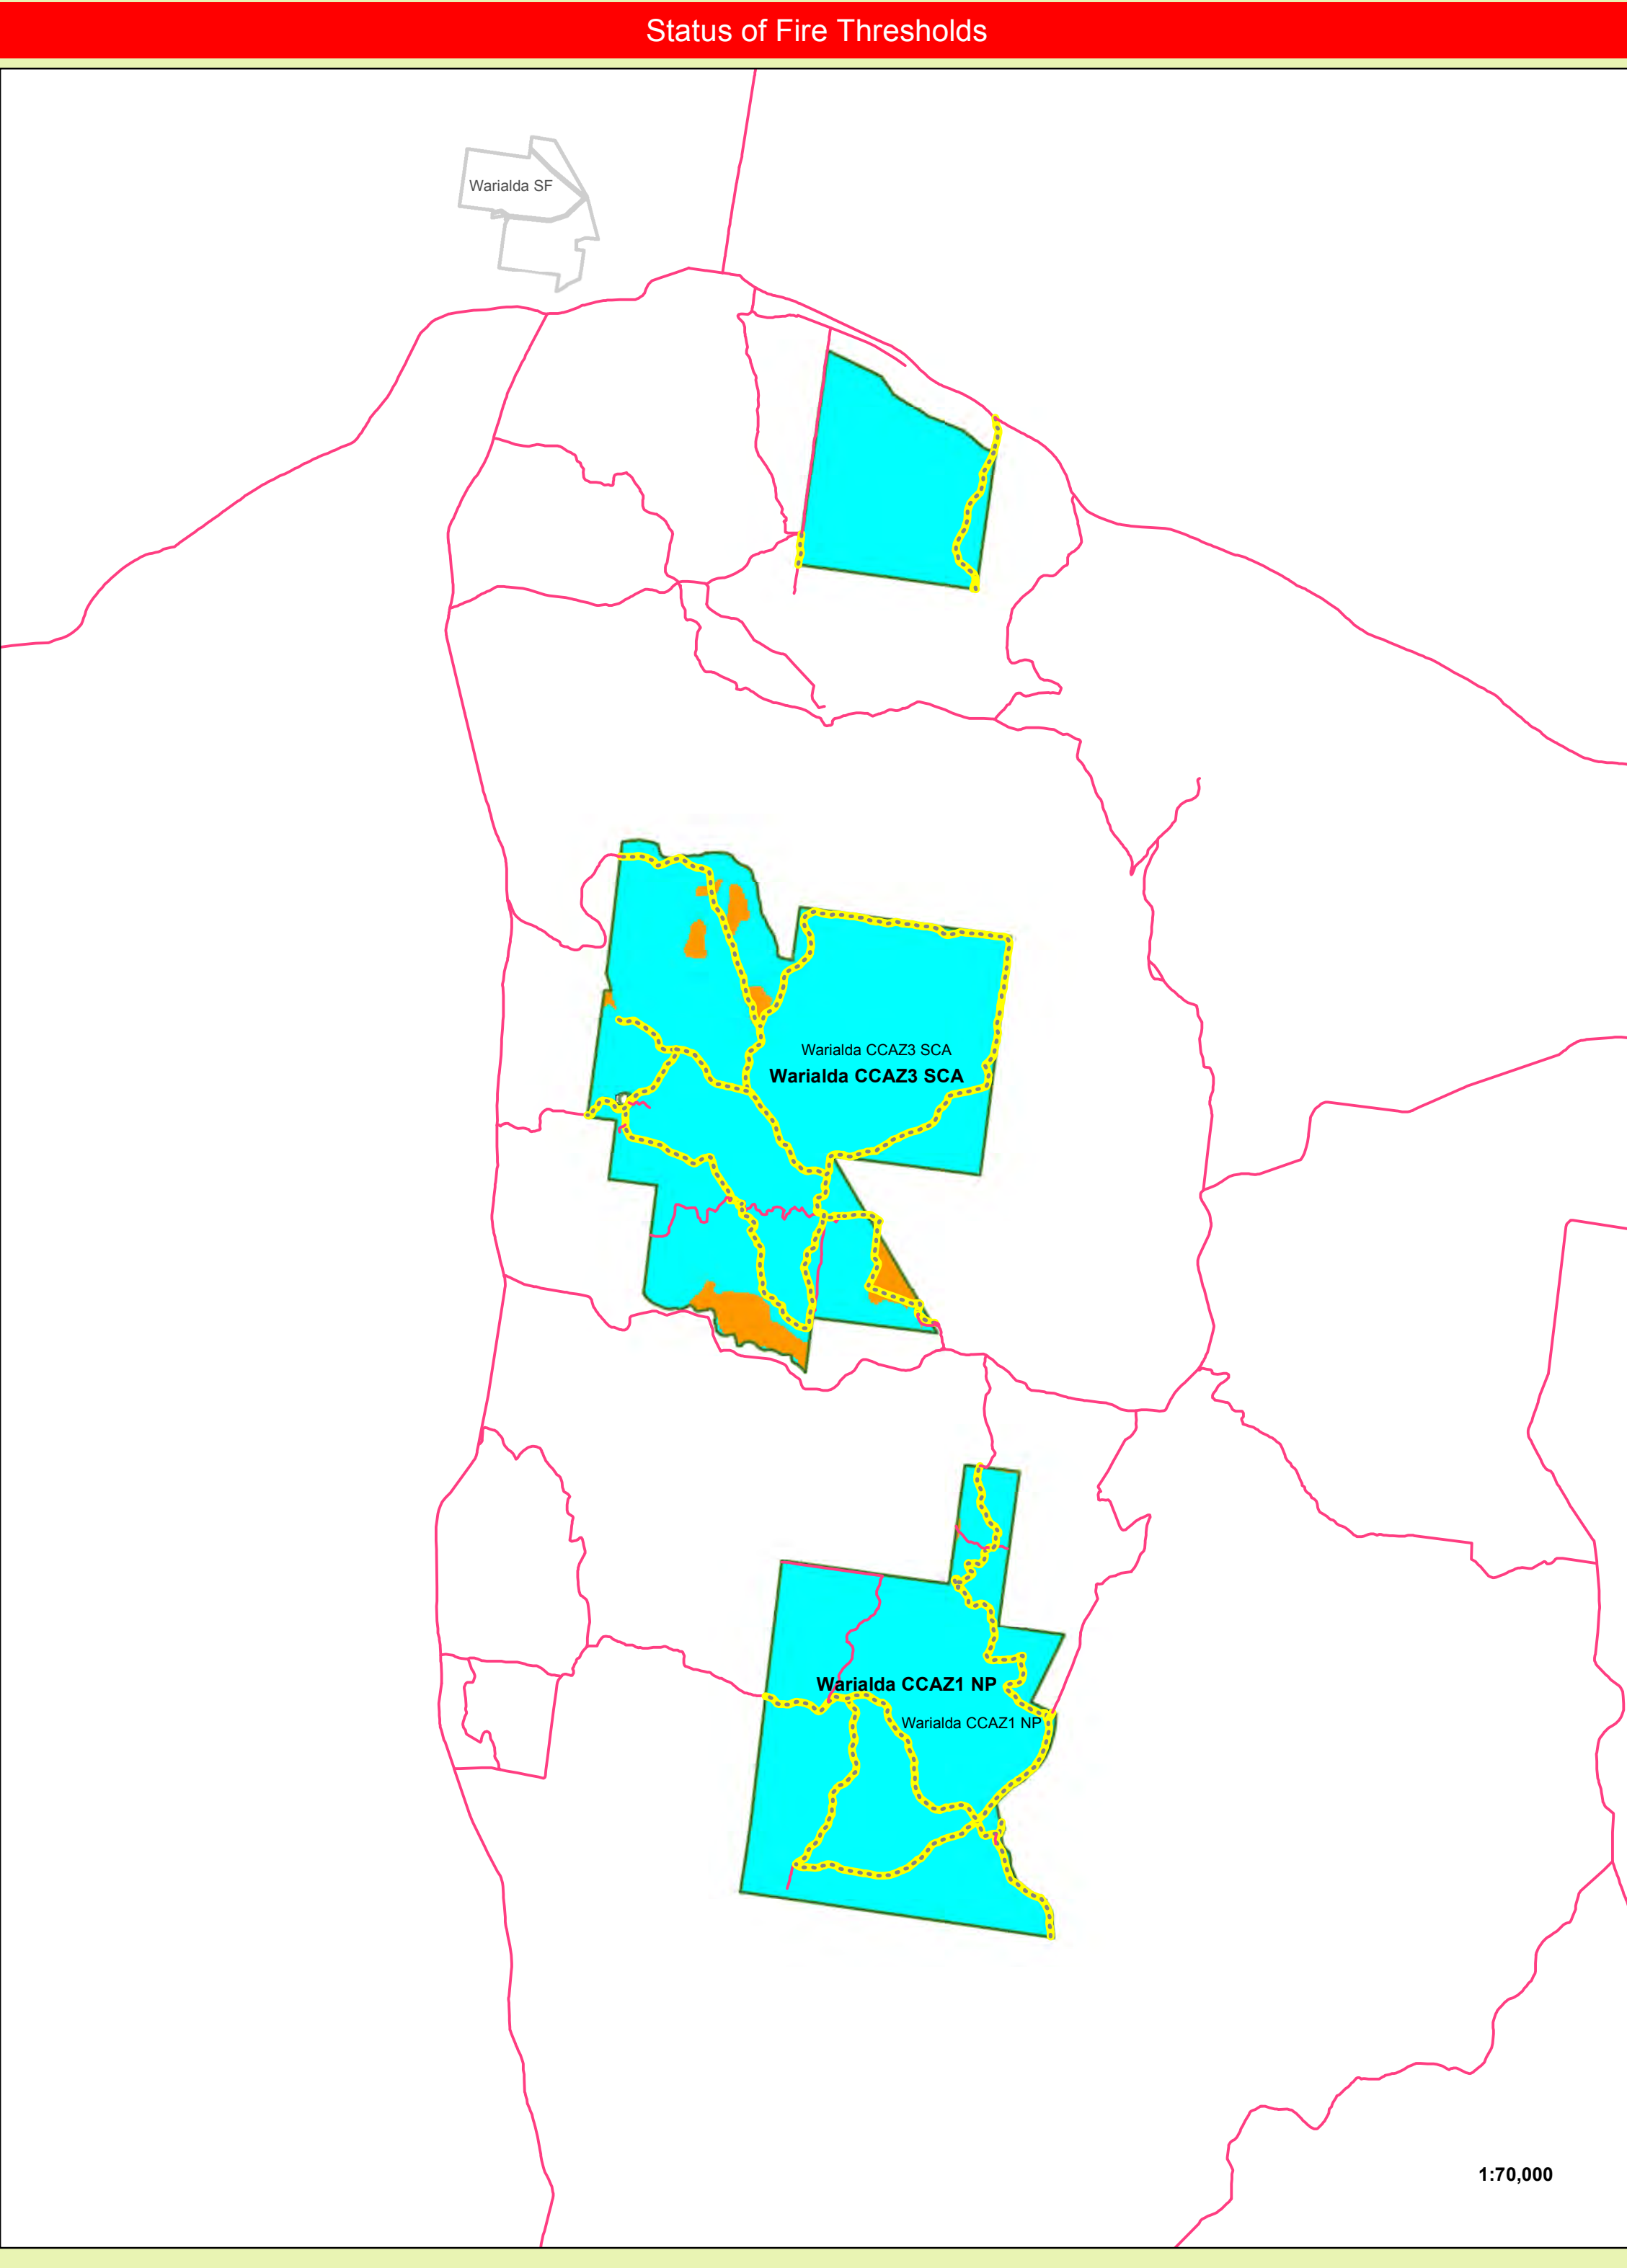 Status of Fire Thresholds
Warialda SF
Warialda CCAZ3 SCA
Warialda CCAZ3 SCA
Warialda CCAZ1 NP
Warialda CCAZ1 NP
1:70,000